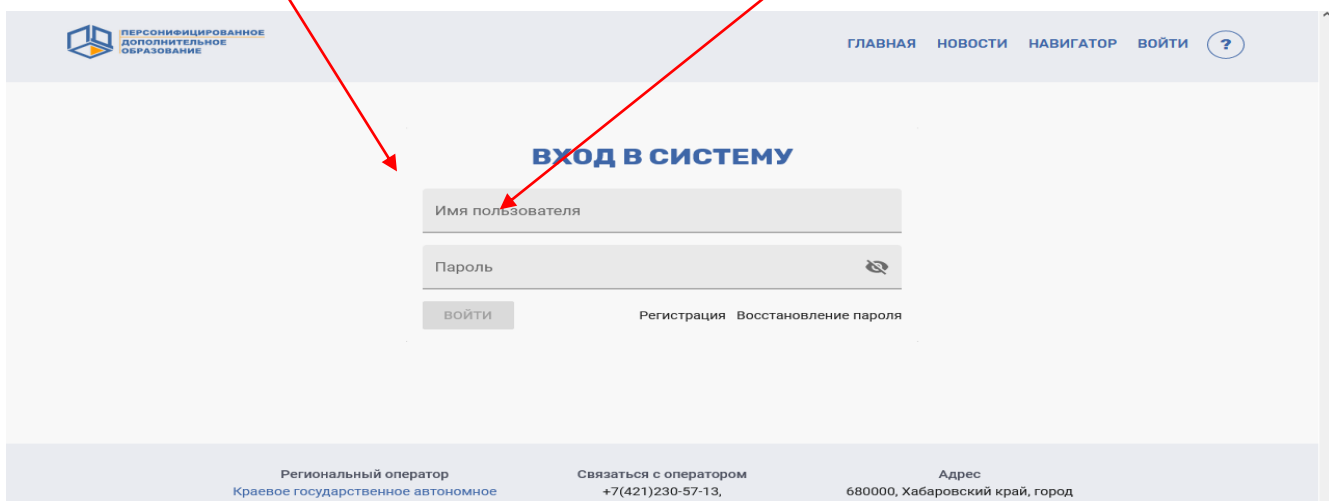 ПЕРСОНИФИЦИРОВАННОЕ
ДОПОЛНИТЕЛЬНОЕ
ОБРАЗОВАНИЕ
ГЛАВНАЯ НОВОСТИ НАВИГАТОР ВОЙТИ ?
ВХОД В СИСТЕМУ
Имя пользователя
Пароль
ВОЙТИ Регистрация Восстановление пароля
Региональный оператор Связаться с оператором Адрес
Краевое государственное автономное +7(421)230-57-13, 680000, Хабаровский край, город